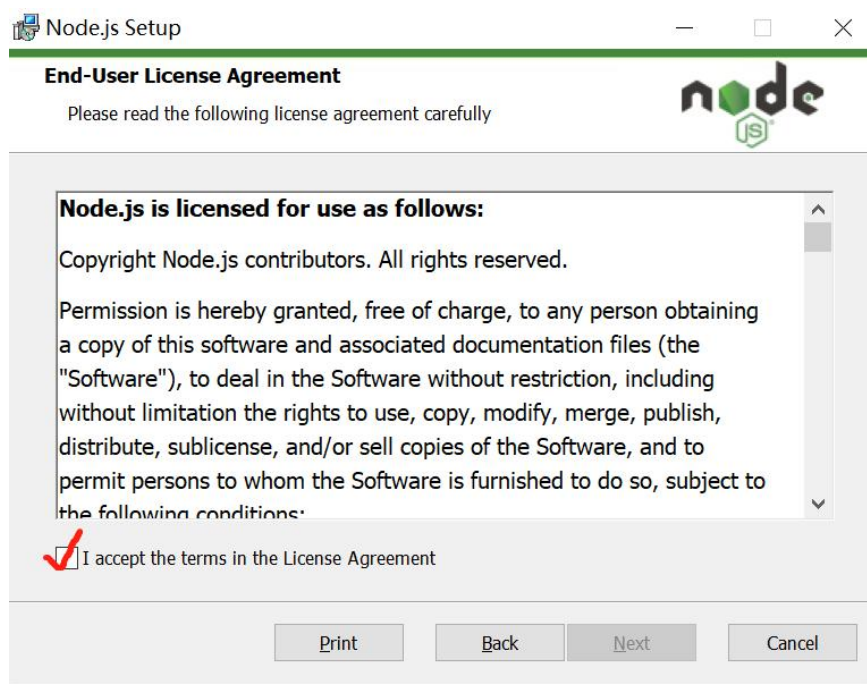 Node.js Setup
End-User License Agreement
Please read the following license agreement carefully
node
JS
Node.js is licensed for use as follows:
Copyright Node.js contributors. All rights reserved.
Permission is hereby granted, free of charge, to any person obtaining
a copy of this software and associated documentation files (the
"Software"), to deal in the Software without restriction, including
without limitation the rights to use, copy, modify, merge, publish,
distribute, sublicense, and/or sell copies of the Software, and to
permit persons to whom the Software is furnished to do so, subject to
the following conditions:
I accept the terms in the License Agreement
Print Back Next Cancel